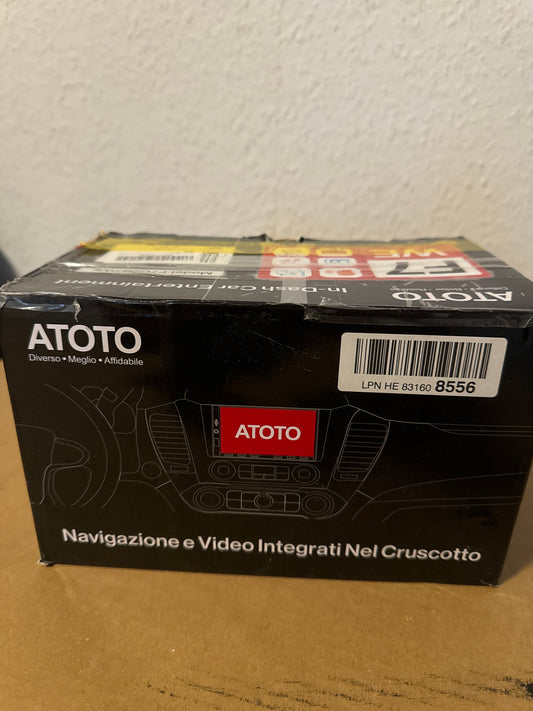 F7
WE
ATOTO
In-Dash Car Entertainment
ATOTO
Diverso • Meglio • Affidabile
LPN HE 83160 8556
ATOTO
Navigazione e Video Integrati Nel Cruscotto